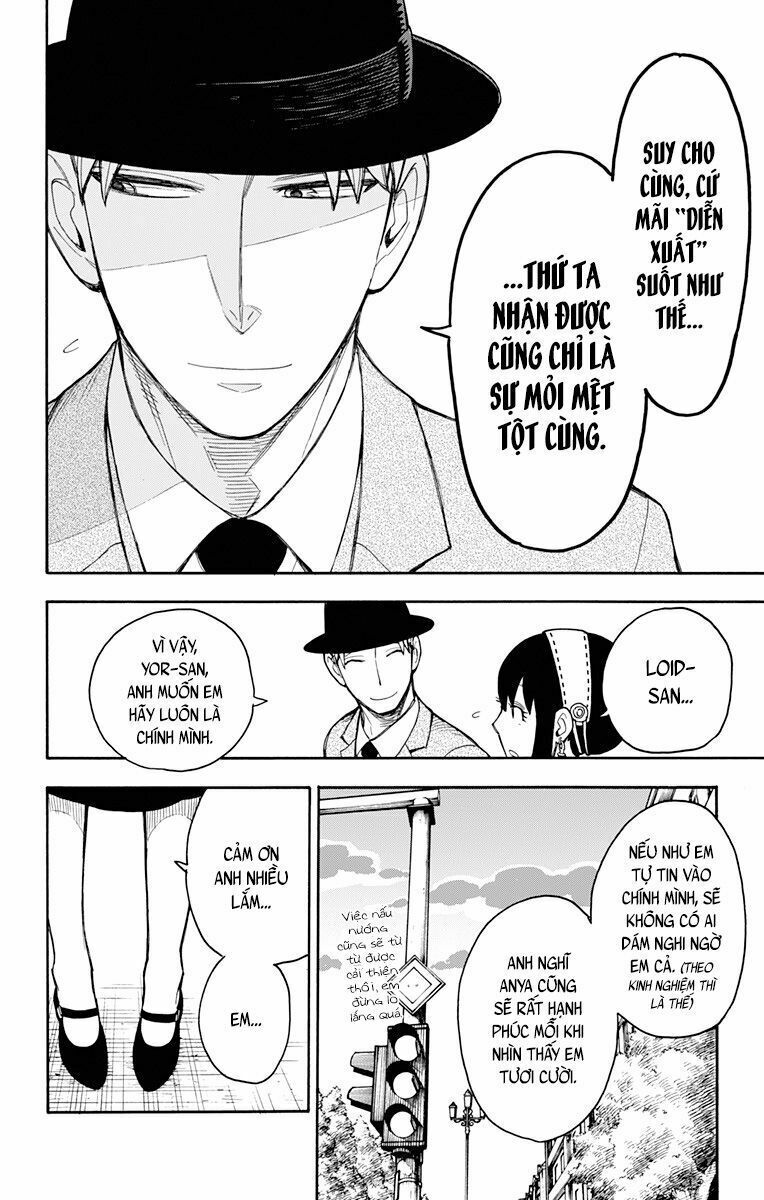 SUY CHO
CÙNG, CỨ
MÃI "DIỄN
XUẤT"
SUỐT NHƯ
THẾ...
...THỨ TA
NHẬN ĐƯỢC
CŨNG CHỈ LÀ
SỰ MỎI MỆT
TỘT CÙNG.
LOID-
SAN...
VÌ VẬY,
YOR-SAN,
ANH MUỐN EM
HÃY LUÔN LÀ
CHÍNH MÌNH.
NẾU NHƯ EM
TỰ TIN VÀO
CHÍNH MÌNH, SẼ
KHÔNG CÓ AI
DÁM NGHI NGỜ
EM CẢ. (THEO
KINH NGHIỆM THÌ
LÀ THẾ)
ANH NGHĨ
ANYA CŨNG
SẼ RẤT HẠNH
PHÚC MỖI KHI
NHÌN THẤY EM
TƯƠI CƯỜI.
Việc nấu
nướng
cũng sẽ từ
từ được
cải thiện
thôi, em
đừng lo
lắng quá.
CẢM ƠN
ANH NHIỀU
LẮM...
EM...